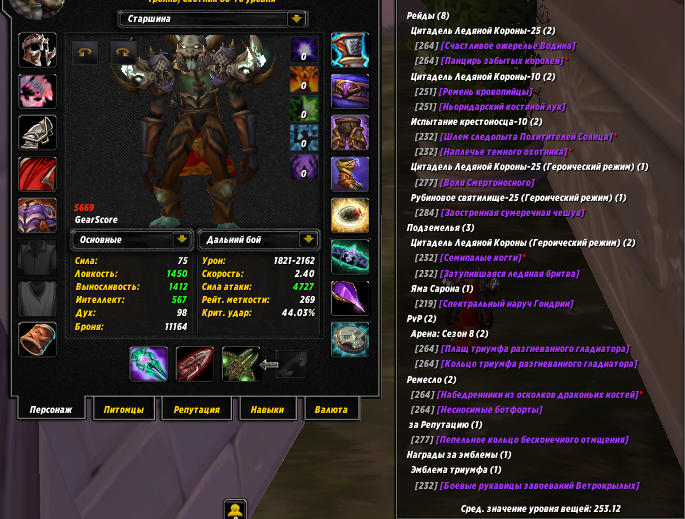 Старшина
0
0
0
0
0
5669
GearScore
Основные
Дальний бой
Сила: 75
Ловкость: 1450
Выносливость: 1412
Интеллект: 567
Дух: 98
Броня: 11164
Урон: 1821-2162
Скорость: 2.40
Сила атаки: 4727
Рейт. меткости: 269
Крит. удар: 44.03%
Персонаж
Питомцы
Репутация
Навыки
Валюта
Рейды (8)
Цитадель Ледяной Короны-25 (2)
[264] [Счастливое ожерелье Водина]
[264] [Панцирь забытых королей]*
Цитадель Ледяной Короны-10 (2)
[251] [Ремень кровопийцы]
[251] [Ньорндарский костяной лук]
Испытание крестоносца-10 (2)
[232] [Шлем следопыта Похитителей Солнца]*
[232] [Наплечье темного охотника]*
Цитадель Ледяной Короны-25 (Героический режим) (1)
[277] [Воля Смертоносного]
Рубиновое святилище-25 (Героический режим) (1)
[284] [Заостренная сумеречная чешуя]
Подземелья (3)
Цитадель Ледяной Короны (Героический режим) (2)
[232] [Семипалые когти]*
[232] [Затупившаяся ледяная бритва]
Яма Сарона (1)
[219] [Спектральный наруч Гондрии]
PvP (2)
Арена: Сезон 8 (2)
[264] [Плащ триумфа разгневанного гладиатора]
[264] [Кольцо триумфа разгневанного гладиатора]
Ремесло (2)
[264] [Набедренники из осколков драконьих костей]*
[264] [Несносимые ботфорты]
за Репутацию (1)
[277] [Пепельное кольцо бесконечного отмщения]
Награды за эмблемы (1)
Эмблема триумфа (1)
[232] [Боевые рукавицы завоеваний Ветрокрылых]
Сред. значение уровня вещей: 253.12